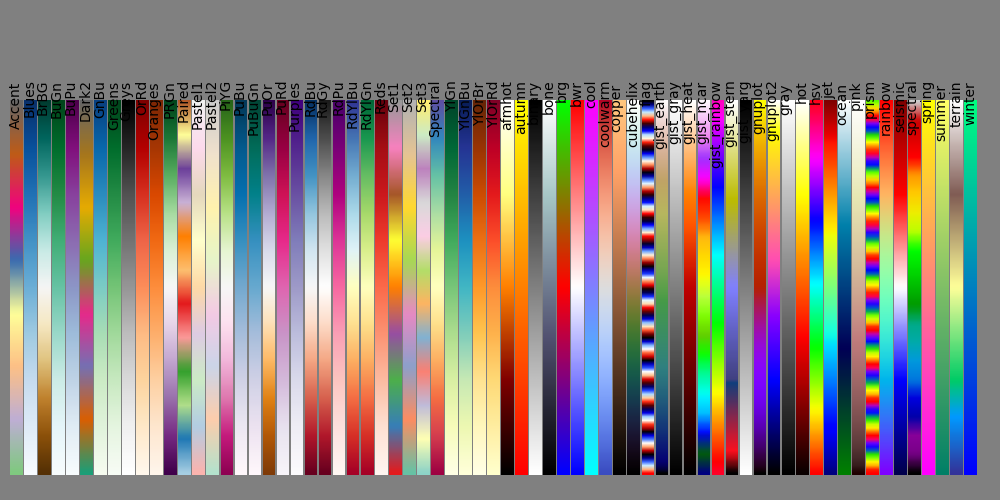 Accent
Blues
BrBG
BuGn
BuPu
Dark2
GnBu
Greens
Greys
OrRd
Oranges
PRGn
Paired
Pastel1
Pastel2
PiYG
PuBu
PuBuGn
PuOr
PuRd
Purples
RdBu
RdGy
RdPu
RdYlBu
RdYlGn
Reds
Set1
Set2
Set3
Spectral
YlGn
YlGnBu
YlOrBr
YlOrRd
afmhot
autumn
binary
bone
brg
bwr
cool
coolwarm
copper
cubehelix
flag
gist_earth
gist_gray
gist_heat
gist_ncar
gist_rainbow
gist_stern
gist_yarg
gnuplot
gnuplot2
gray
hot
hsv
jet
ocean
pink
prism
rainbow
seismic
spectral
spring
summer
terrain
winter